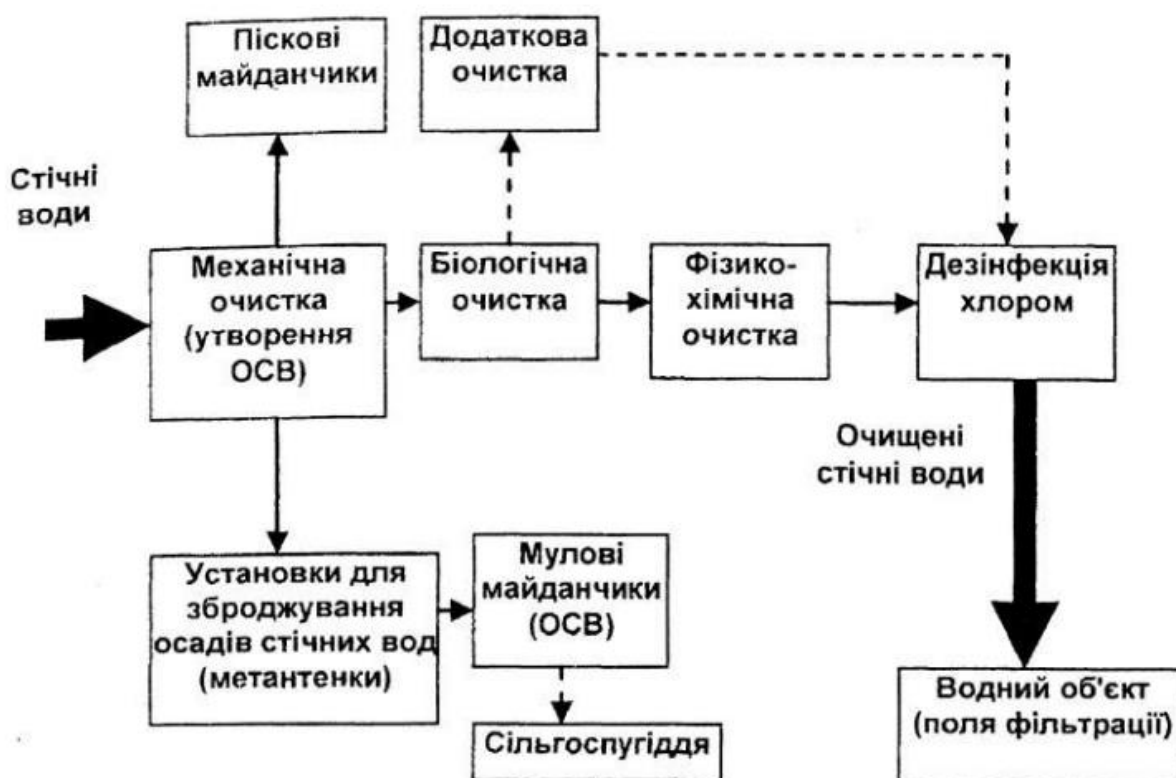 Піскові
майданчики
Додаткова
очистка
Стічні
води
Механічна
очистка
(утворення
ОСВ)
Біологічна
очистка
Фізико-
хімічна
очистка
Дезінфекція
хлором
Очищені
стічні води
Установки для
зброджування
осадів стічних вод
(метантенки)
Мулові
майданчики
(ОСВ)
Сільгоспугіддя
Водний об'єкт
(поля фільтрації)